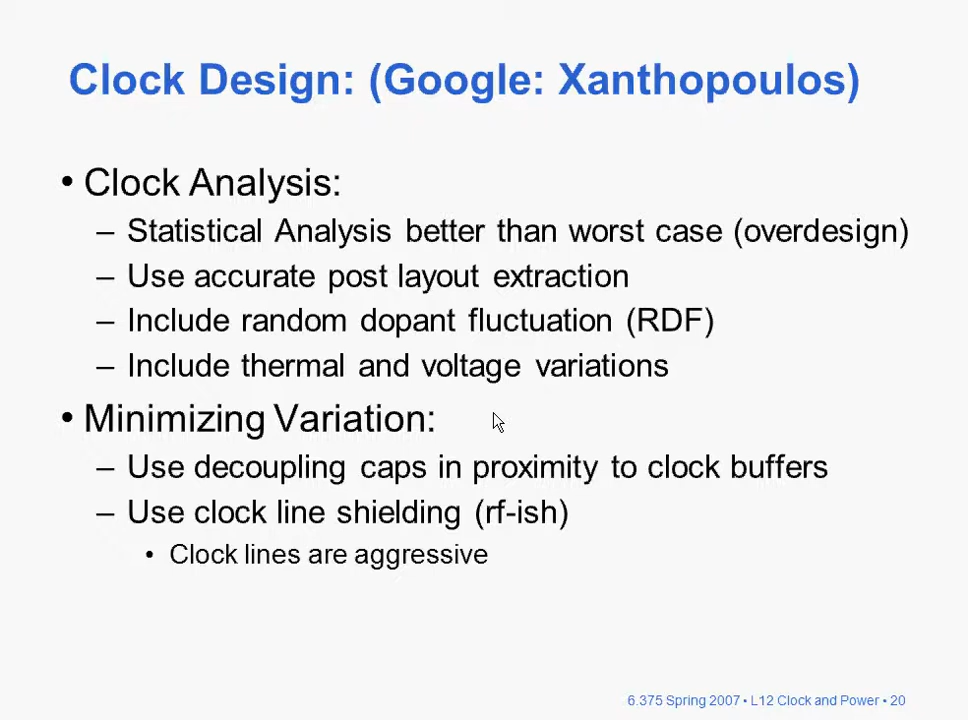 Clock Design: (Google: Xanthopoulos)
• Clock Analysis:
– Statistical Analysis better than worst case (overdesign)
– Use accurate post layout extraction
– Include random dopant fluctuation (RDF)
– Include thermal and voltage variations
• Minimizing Variation:
– Use decoupling caps in proximity to clock buffers
– Use clock line shielding (rf-ish)
• Clock lines are aggressive
6.375 Spring 2007 • L12 Clock and Power • 20